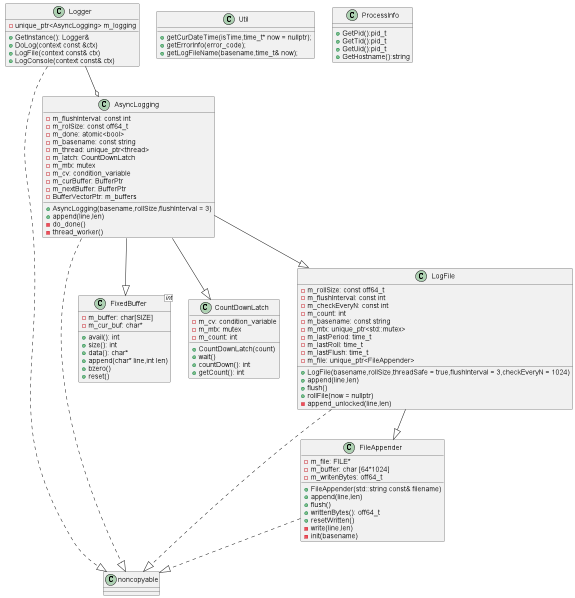 Logger
unique_ptr<AsyncLogging> m_logging
GetInstance(): Logger&
DoLog(context const &ctx)
LogFile(context const& ctx)
LogConsole(context const& ctx)
Util
getCurDateTime(isTime,time_t* now = nullptr);
getErrorInfo(error_code);
getLogFileName(basename,time_t& now);
ProcessInfo
GetPid():pid_t
GetTid():pid_t
GetUid():pid_t
GetHostname():string
AsyncLogging
m_flushInterval: const int
m_rolSize: const off64_t
m_done: atomic<bool>
m_basename: const string
m_thread: unique_ptr<thread>
m_latch: CountDownLatch
m_mtx: mutex
m_cv: condition_variable
m_curBuffer: BufferPtr
m_nextBuffer: BufferPtr
BufferVectorPtr: m_buffers
AsyncLogging(basename,rollSize,flushInterval = 3)
append(line,len)
do_done()
thread_worker()
FixedBuffer
int
m_buffer: char[SIZE]
m_cur_buf: char*
avail(): int
size(): int
data(): char*
append(char* line,int len)
bzero()
reset()
CountDownLatch
m_cv: condition_variable
m_mtx: mutex
m_count: int
CountDownLatch(count)
wait()
countDown(): int
getCount(): int
LogFile
m_rollSize: const off64_t
m_flushInterval: const int
m_checkEveryN: const int
m_count: int
m_basename: const string
m_mtx: unique_ptr<std::mutex>
m_lastPeriod: time_t
m_lastRoll: time_t
m_lastFlush: time_t
m_file: unique_ptr<FileAppender>
LogFile(basename,rollSize,threadSafe = true,flushInterval = 3,checkEveryN = 1024)
append(line,len)
flush()
rollFile(now = nullptr)
append_unlocked(line,len)
FileAppender
m_file: FILE*
m_buffer: char [64*1024]
m_writenBytes: off64_t
FileAppender(std::string const& filename)
append(line,len)
flush()
writtenBytes(): off64_t
resetWritten()
write(line,len)
init(basename)
noncopyable